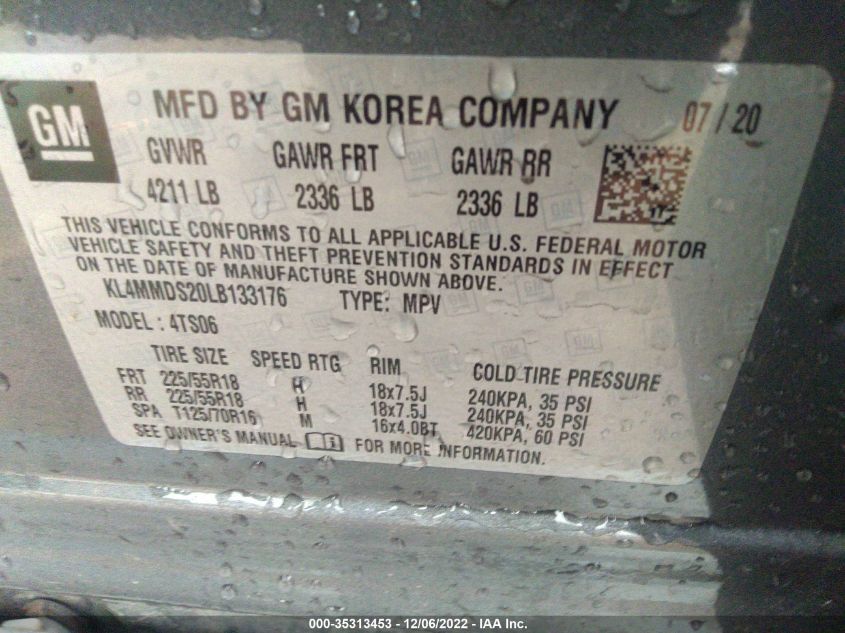 GM
MFD BY GM KOREA COMPANY 07 / 20
GVWR GAWR FRT GAWR RR
4211 LB 2336 LB 2336 LB
THIS VEHICLE CONFORMS TO ALL APPLICABLE U.S. FEDERAL MOTOR
VEHICLE SAFETY AND THEFT PREVENTION STANDARDS IN EFFECT
ON THE DATE OF MANUFACTURE SHOWN ABOVE.
KL4MMDS20LB133176 TYPE: MPV
MODEL : 4TS06
TIRE SIZE SPEED RTG RIM COLD TIRE PRESSURE
FRT 225/55R18 H 18x7.5J 240KPA, 35 PSI
RR 225/55R18 H 18x7.5J 240KPA, 35 PSI
SPA T125/70R16 M 16x4.0BT 420KPA, 60 PSI
SEE OWNER'S MANUAL FOR MORE INFORMATION.
000-35313453 - 12/06/2022 - IAA Inc.